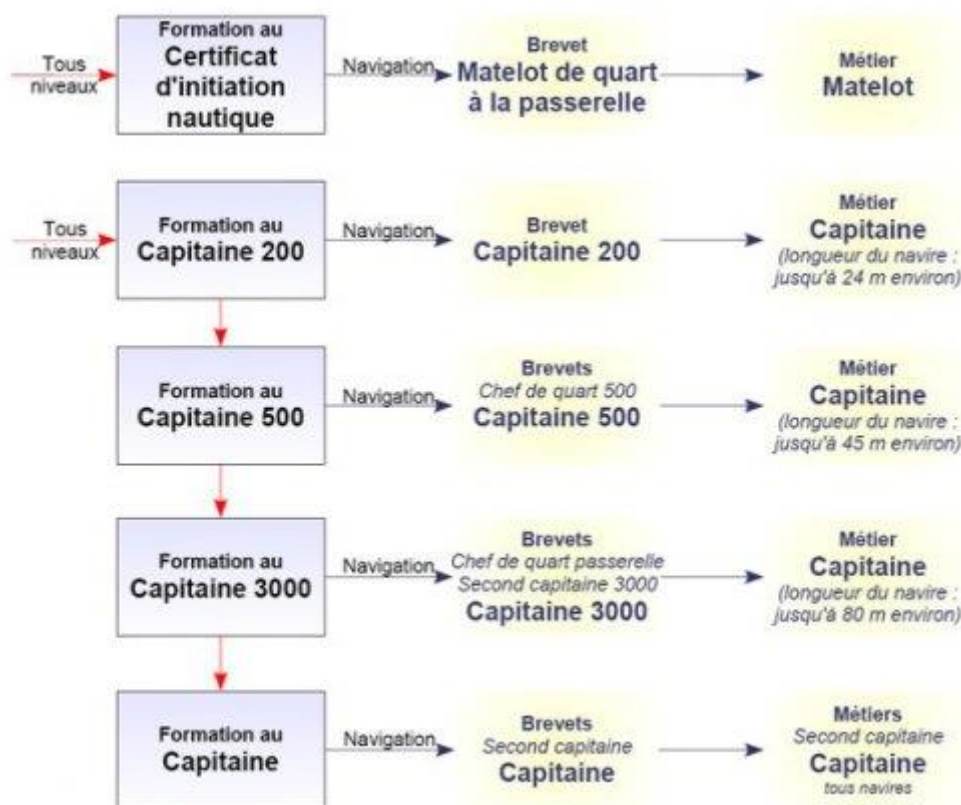 Tous
niveaux
Formation au
Certificat
d'initiation
nautique
Navigation
Brevet
Matelot de quart
à la passerelle
Métier
Matelot
Tous
niveaux
Formation au
Capitaine 200
Navigation
Brevet
Capitaine 200
Métier
Capitaine
(longueur du navire :
jusqu'à 24 m environ)
Formation au
Capitaine 500
Navigation
Brevets
Chef de quart 500
Capitaine 500
Métier
Capitaine
(longueur du navire :
jusqu'à 45 m environ)
Formation au
Capitaine 3000
Navigation
Brevets
Chef de quart passerelle
Second capitaine 3000
Capitaine 3000
Métier
Capitaine
(longueur du navire :
jusqu'à 80 m environ)
Formation au
Capitaine
Navigation
Brevets
Second capitaine
Capitaine
Métiers
Second capitaine
Capitaine
tous navires